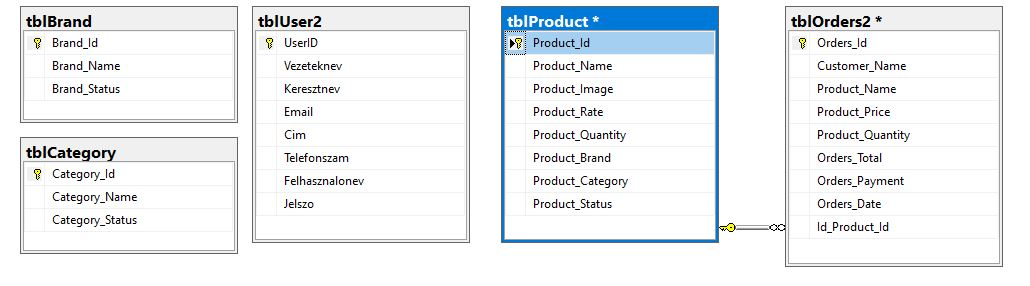 tblBrand
Brand_Id
Brand_Name
Brand_Status
tblCategory
Category_Id
Category_Name
Category_Status
tblUser2
UserID
Vezeteknev
Keresztnev
Email
Cim
Telefonszam
Felhasznalonev
Jelszo
tblProduct *
Product_Id
Product_Name
Product_Image
Product_Rate
Product_Quantity
Product_Brand
Product_Category
Product_Status
tblOrders2 *
Orders_Id
Customer_Name
Product_Name
Product_Price
Product_Quantity
Orders_Total
Orders_Payment
Orders_Date
Id_Product_Id